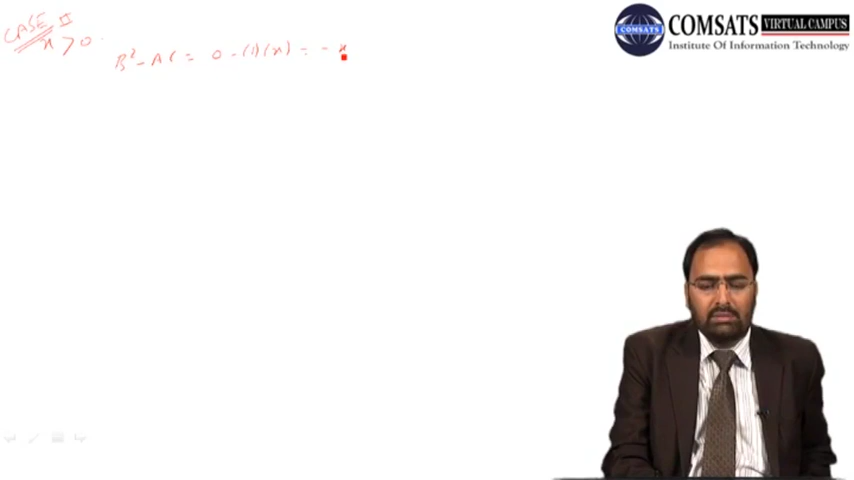 CASE II
x > 0
B² - AC = 0 - (1)(x) = - x
COMSATS VIRTUAL CAMPUS
Institute Of Information Technology
COMSATS